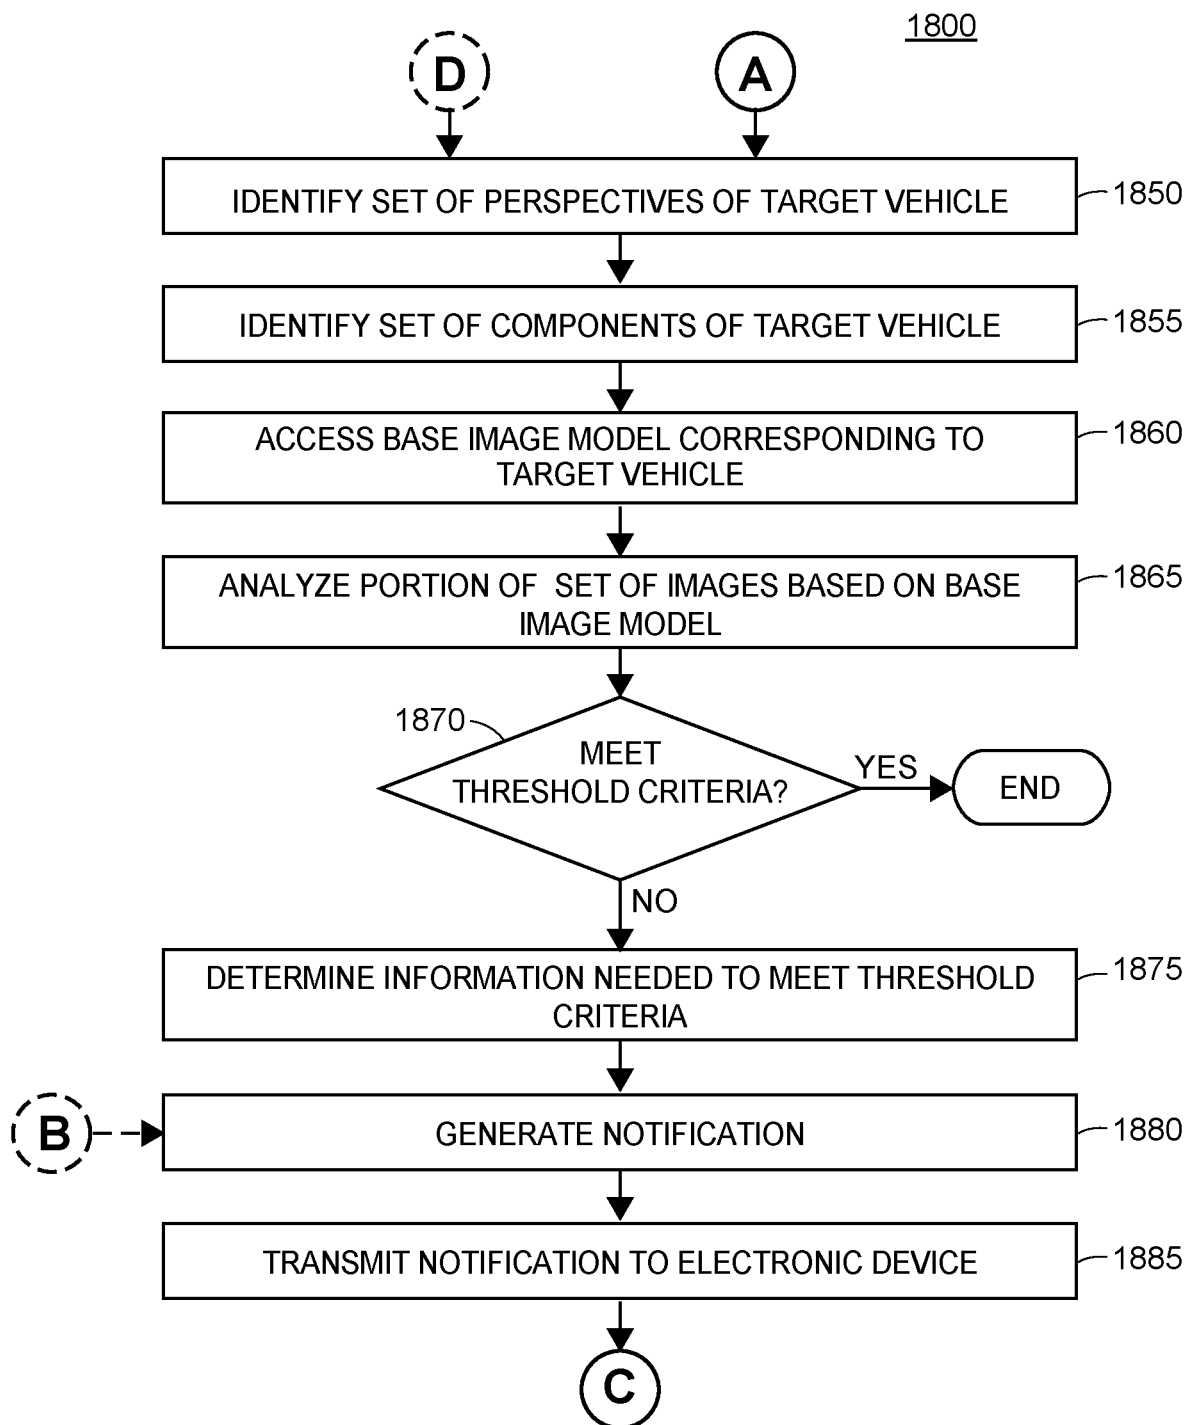 1800
D
A
IDENTIFY SET OF PERSPECTIVES OF TARGET VEHICLE
1850
IDENTIFY SET OF COMPONENTS OF TARGET VEHICLE
1855
ACCESS BASE IMAGE MODEL CORRESPONDING TO
TARGET VEHICLE
1860
ANALYZE PORTION OF SET OF IMAGES BASED ON BASE
IMAGE MODEL
1865
1870
MEET
THRESHOLD CRITERIA?
YES
END
NO
DETERMINE INFORMATION NEEDED TO MEET THRESHOLD
CRITERIA
1875
B
GENERATE NOTIFICATION
1880
TRANSMIT NOTIFICATION TO ELECTRONIC DEVICE
1885
C